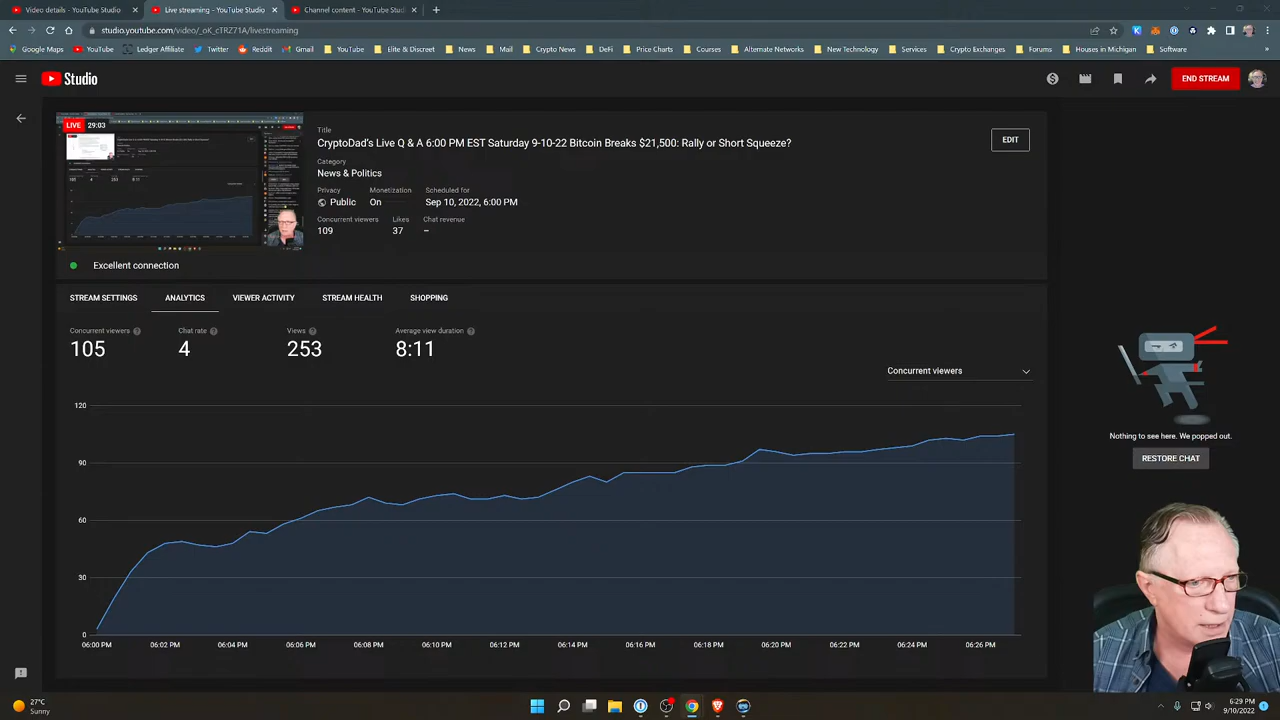 Video details - YouTube Studio
Live streaming - YouTube Studio
Channel content - YouTube Stud
studio.youtube.com/video/_oK_cTRZ71A/livestreaming
Google Maps
YouTube
Ledger Affiliate
Twitter
Reddit
Gmail
YouTube
Elite & Discreet
News
Mail
Crypto News
DeFi
Price Charts
Courses
Alternate Networks
New Technology
Services
Crypto Exchanges
Forums
Houses in Michigan
Software
»
Studio
END STREAM
LIVE 29:03
Title
CryptoDad's Live Q & A 6:00 PM EST Saturday 9-10-22 Bitcoin Breaks $21,500: Rally or Short Squeeze?
EDIT
Category
News & Politics
Privacy
Monetization
Scheduled for
Public
On
Sep 10, 2022, 6:00 PM
Concurrent viewers
Likes
Chat revenue
109
37
–
Excellent connection
STREAM SETTINGS
ANALYTICS
VIEWER ACTIVITY
STREAM HEALTH
SHOPPING
Concurrent viewers
Chat rate
Views
Average view duration
105
4
253
8:11
Concurrent viewers
120
90
60
30
0
06:00 PM
06:02 PM
06:04 PM
06:06 PM
06:08 PM
06:10 PM
06:12 PM
06:14 PM
06:16 PM
06:18 PM
06:20 PM
06:22 PM
06:24 PM
06:26 PM
Nothing to see here. We popped out.
RESTORE CHAT
27°C
Sunny
6:29 PM
9/10/2022